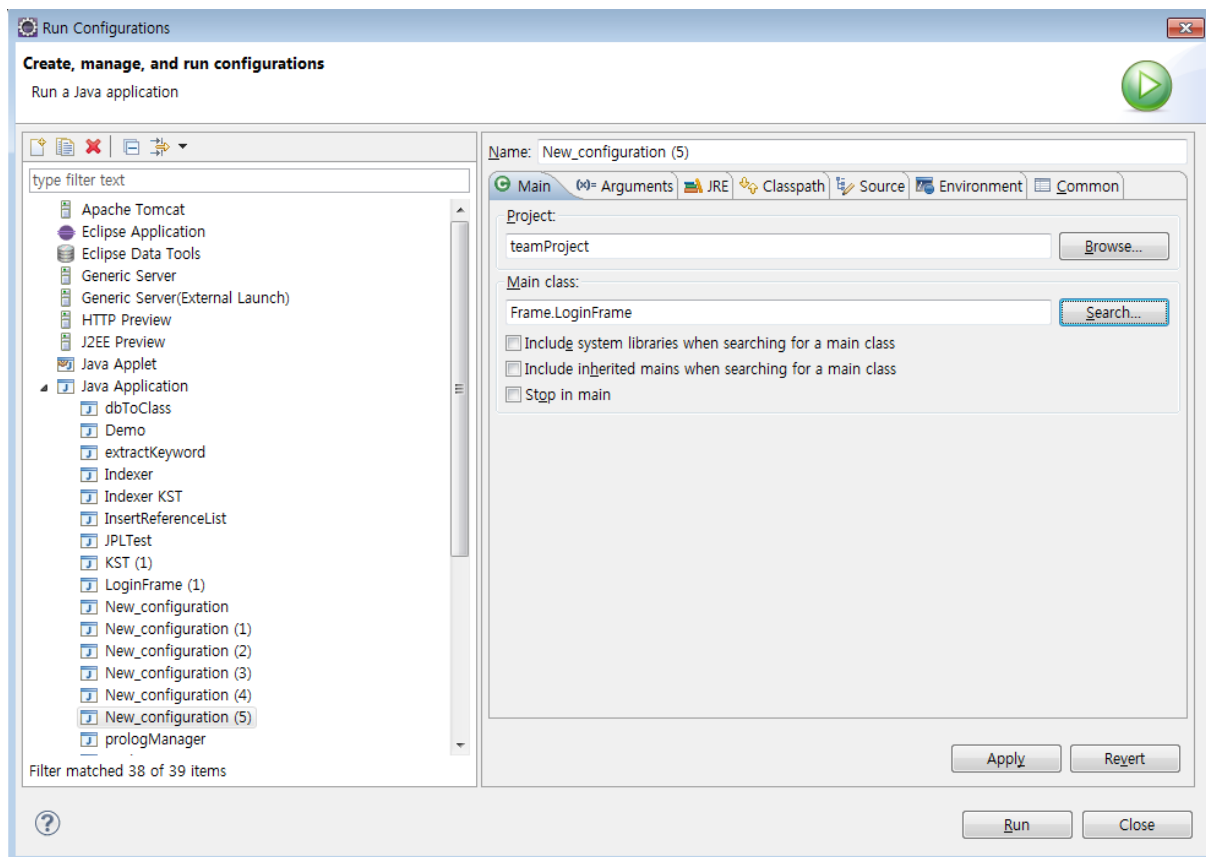 Run Configurations
Create, manage, and run configurations
Run a Java application
type filter text
Apache Tomcat
Eclipse Application
Eclipse Data Tools
Generic Server
Generic Server(External Launch)
HTTP Preview
J2EE Preview
Java Applet
Java Application
dbToClass
Demo
extractKeyword
Indexer
Indexer KST
InsertReferenceList
JPLTest
KST (1)
LoginFrame (1)
New_configuration
New_configuration (1)
New_configuration (2)
New_configuration (3)
New_configuration (4)
New_configuration (5)
prologManager
Filter matched 38 of 39 items
Name: New_configuration (5)
Main (x)= Arguments JRE Classpath Source Environment Common
Project:
teamProject Browse...
Main class:
Frame.LoginFrame Search...
Include system libraries when searching for a main class
Include inherited mains when searching for a main class
Stop in main
Apply Revert
Run Close